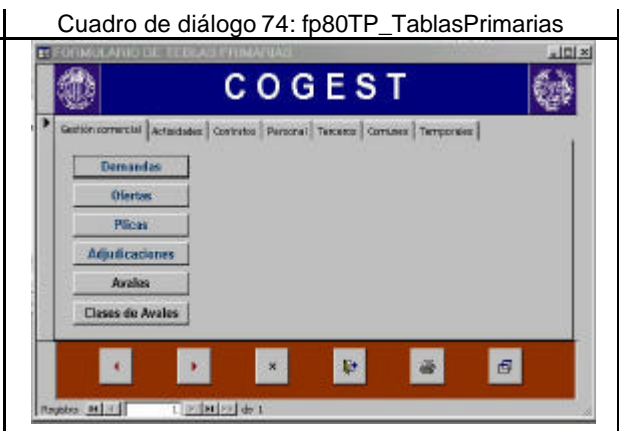 Cuadro de diálogo 74: fp80TP_TablasPrimarias
FORMULARIO DE TEBLAS PRIMARIAS
COGEST
Gestión comercial Actividades Contratos Personal Terceros Comunes Temporales
Demandas
Ofertas
Plicas
Adjudicaciones
Avales
Clases de Avales
Registro: 1 de 1